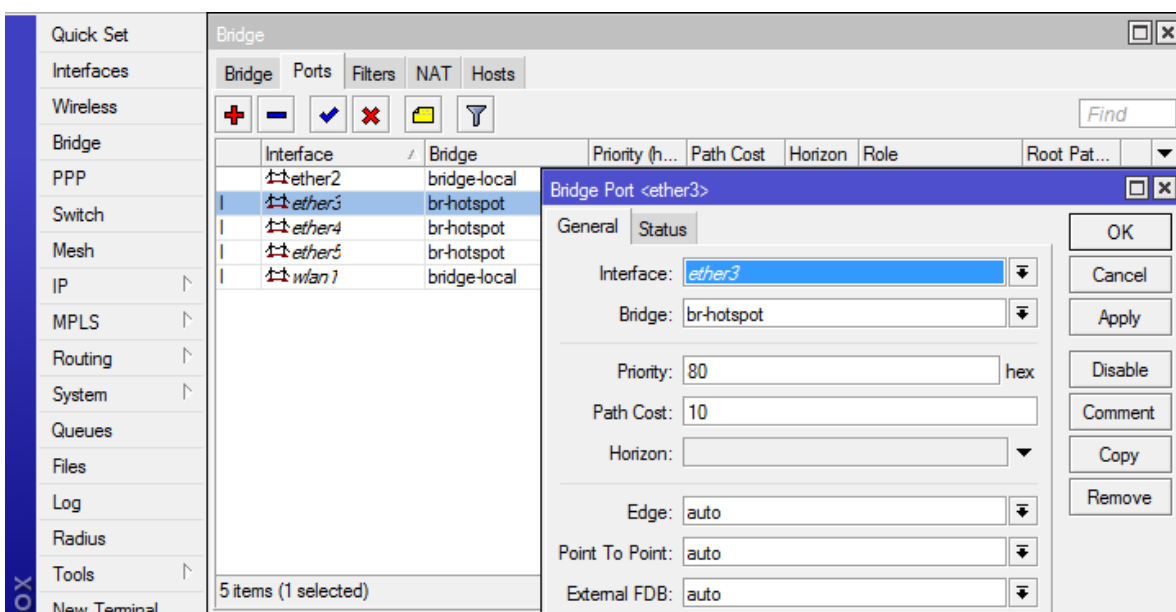 Quick Set
Interfaces
Wireless
Bridge
PPP
Switch
Mesh
IP
MPLS
Routing
System
Queues
Files
Log
Radius
Tools
New Terminal
OX
Bridge
Bridge Ports Filters NAT Hosts
Find
Interface Bridge Priority (h... Path Cost Horizon Role Root Pat...
ether2 bridge-local
I ether3 br-hotspot
I ether4 br-hotspot
I ether5 br-hotspot
I wlan1 bridge-local
5 items (1 selected)
Bridge Port <ether3>
General Status
Interface: ether3
Bridge: br-hotspot
Priority: 80 hex
Path Cost: 10
Horizon:
Edge: auto
Point To Point: auto
External FDB: auto
OK
Cancel
Apply
Disable
Comment
Copy
Remove